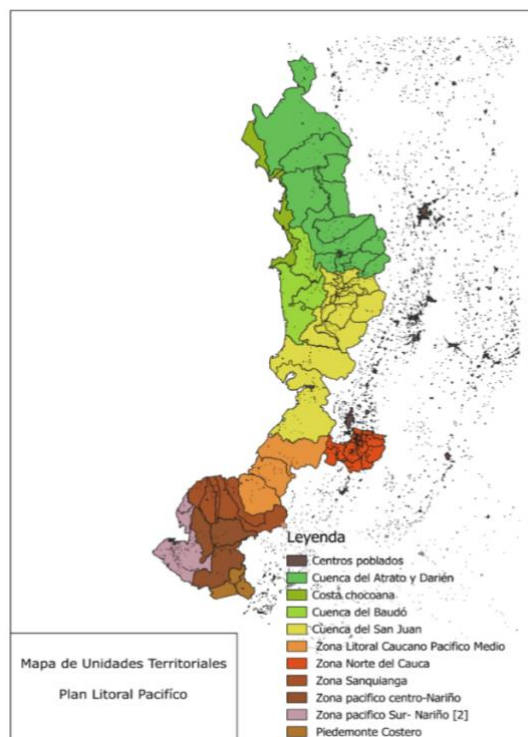 Leyenda
Centros poblados
Cuenca del Atrato y Darién
Costa chocoana
Cuenca del Baudó
Cuenca del San Juan
Zona Litoral Caucano Pacifico Medio
Zona Norte del Cauca
Zona Sanquianga
Zona pacifico centro-Nariño
Zona pacifico Sur- Nariño [2]
Piedemonte Costero
Mapa de Unidades Territoriales
Plan Litoral Pacifíco